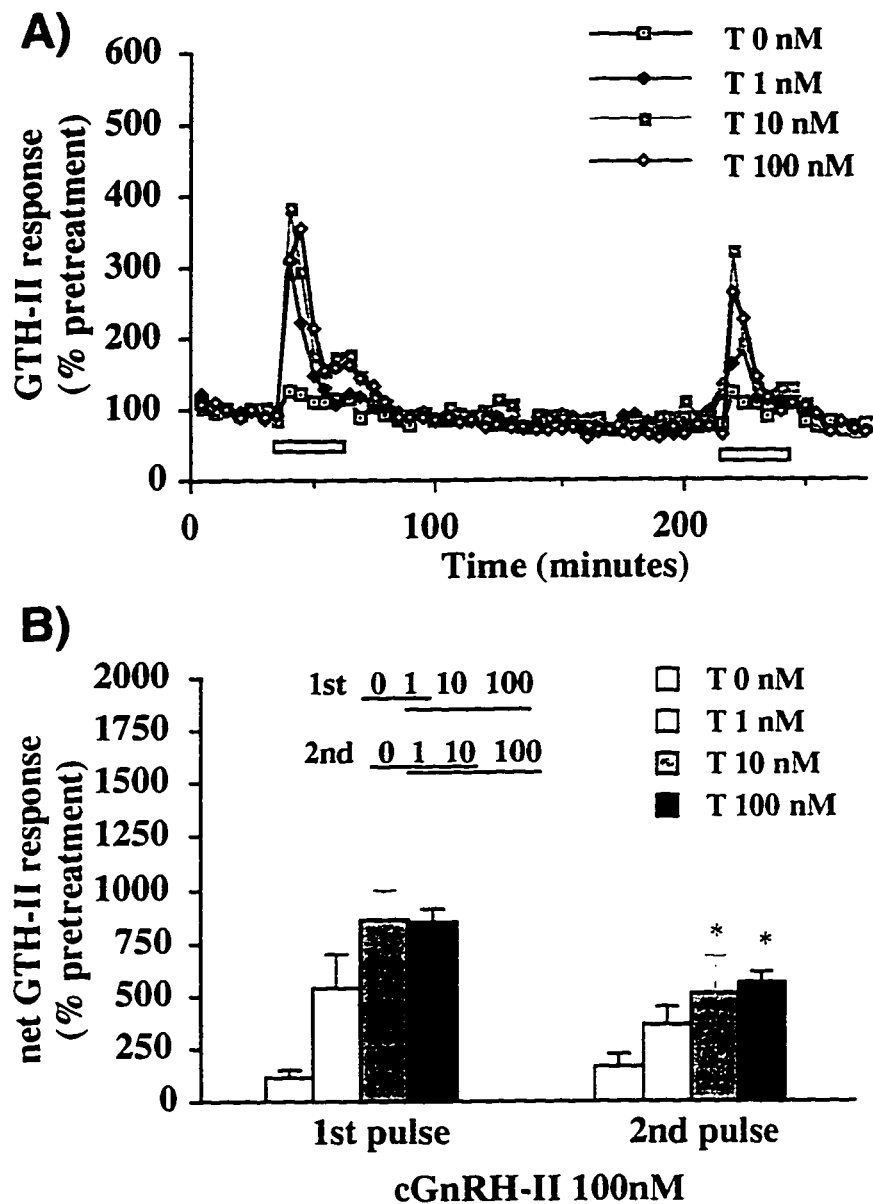 A)
600
500
400
300
200
100
0
GTH-II response
(% pretreatment)
T 0 nM
T 1 nM
T 10 nM
T 100 nM
0
100
200
Time (minutes)
B)
2000
1750
1500
1250
1000
750
500
250
0
net GTH-II response
(% pretreatment)
1st 0 1 10 100
2nd 0 1 10 100
T 0 nM
T 1 nM
T 10 nM
T 100 nM
* *
1st pulse
2nd pulse
cGnRH-II 100nM